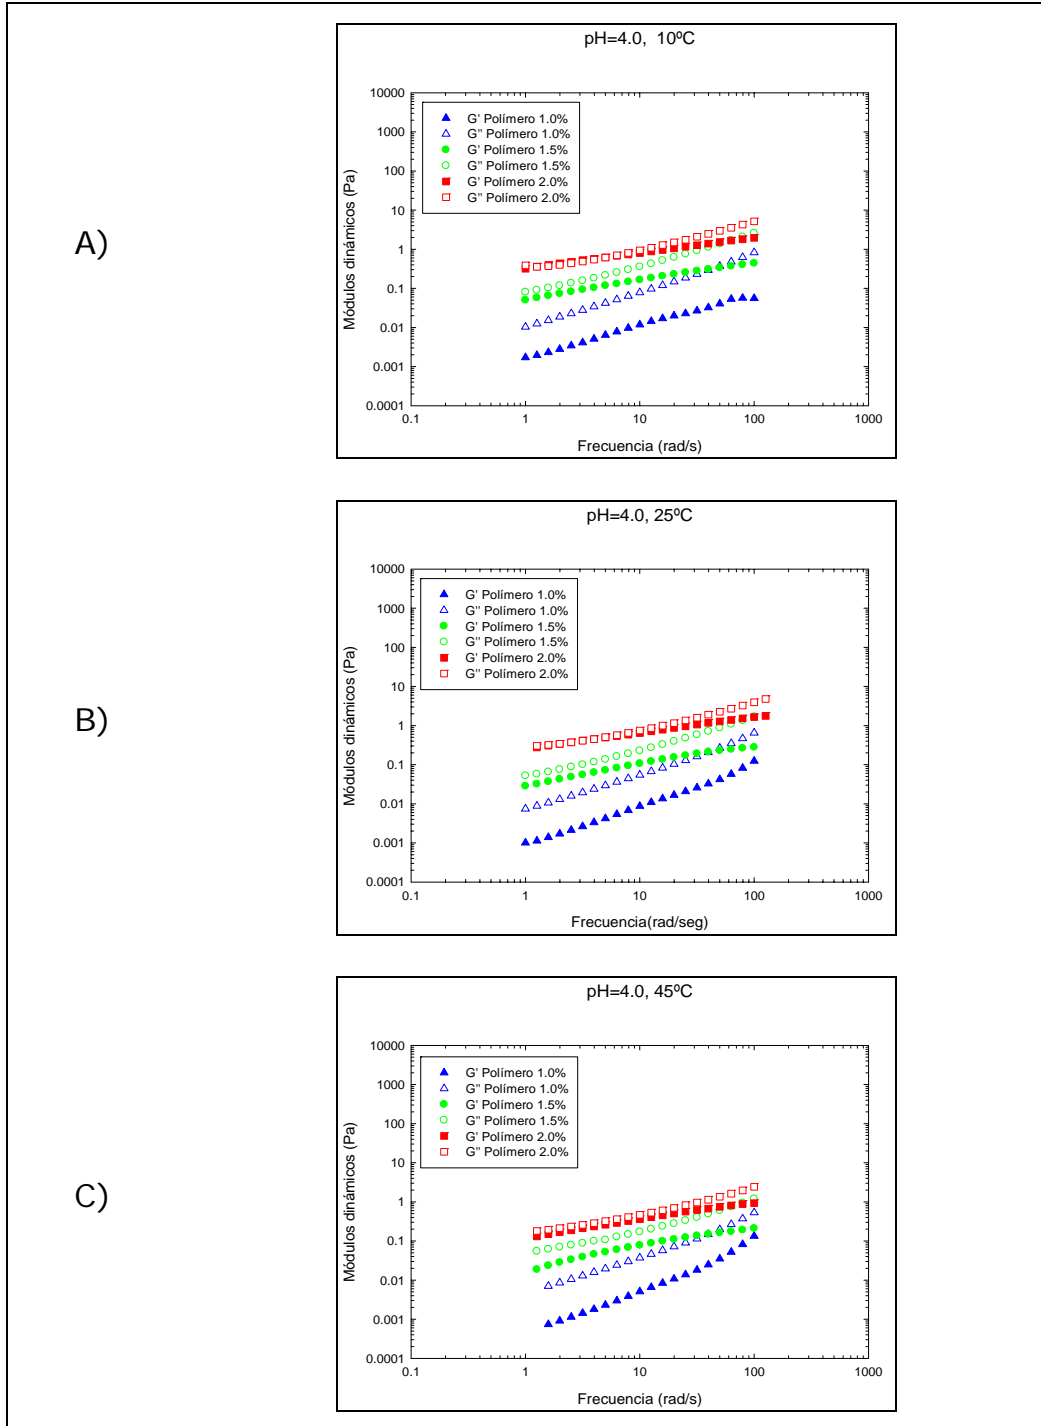 A)
pH=4.0, 10ºC
Módulos dinámicos (Pa)
10000
1000
100
10
1
0.1
0.01
0.001
0.0001
G' Polímero 1.0%
G'' Polímero 1.0%
G' Polímero 1.5%
G'' Polímero 1.5%
G' Polímero 2.0%
G'' Polímero 2.0%
0.1 1 10 100 1000
Frecuencia (rad/s)
B)
pH=4.0, 25ºC
Módulos dinámicos (Pa)
10000
1000
100
10
1
0.1
0.01
0.001
0.0001
G' Polímero 1.0%
G'' Polímero 1.0%
G' Polímero 1.5%
G'' Polímero 1.5%
G' Polímero 2.0%
G'' Polímero 2.0%
0.1 1 10 100 1000
Frecuencia(rad/seg)
C)
pH=4.0, 45ºC
Módulos dinámicos (Pa)
10000
1000
100
10
1
0.1
0.01
0.001
0.0001
G' Polímero 1.0%
G'' Polímero 1.0%
G' Polímero 1.5%
G'' Polímero 1.5%
G' Polímero 2.0%
G'' Polímero 2.0%
0.1 1 10 100 1000
Frecuencia (rad/s)